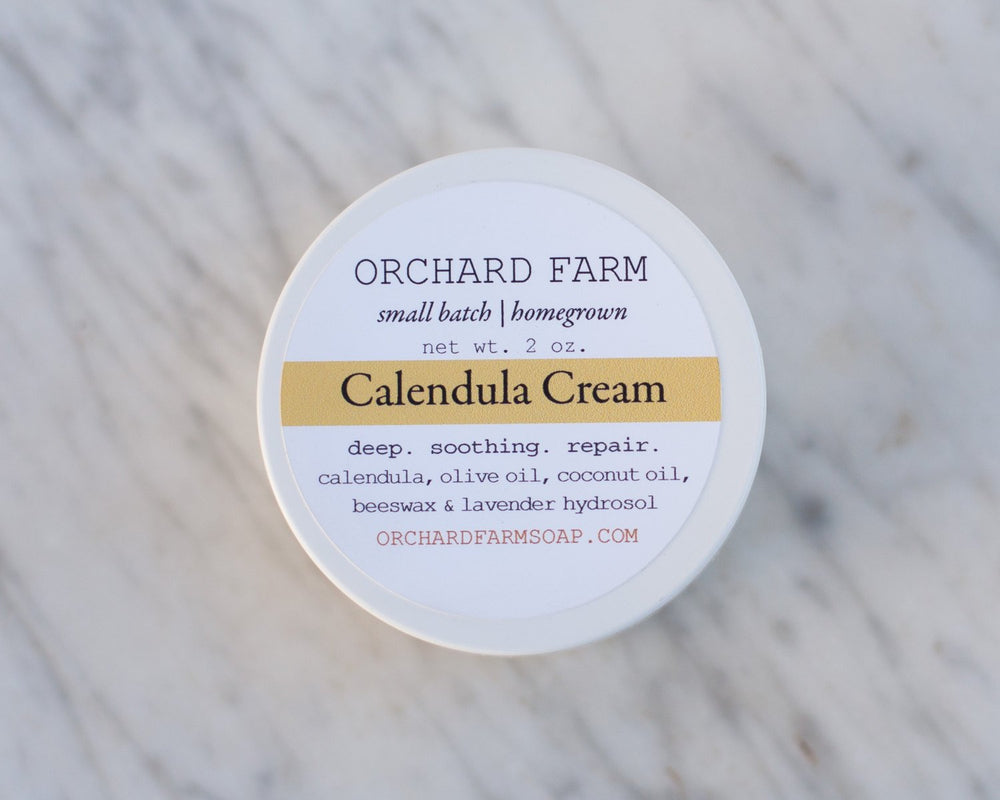 ORCHARD FARM
small batch | homegrown
net wt. 2 oz.
Calendula Cream
deep. soothing. repair.
calendula, olive oil, coconut oil,
beeswax & lavender hydrosol
ORCHARDFARMSOAP.COM